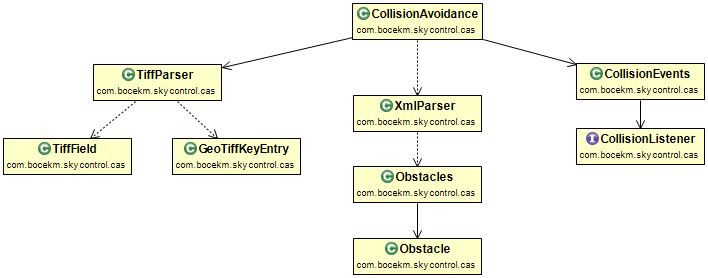 C CollisionAvoidance
com.bocekm.skycontrol.cas
C TiffParser
com.bocekm.skycontrol.cas
C CollisionEvents
com.bocekm.skycontrol.cas
C XmlParser
com.bocekm.skycontrol.cas
C TiffField
com.bocekm.skycontrol.cas
C GeoTiffKeyEntry
com.bocekm.skycontrol.cas
I CollisionListener
com.bocekm.skycontrol.cas
C Obstacles
com.bocekm.skycontrol.cas
C Obstacle
com.bocekm.skycontrol.cas